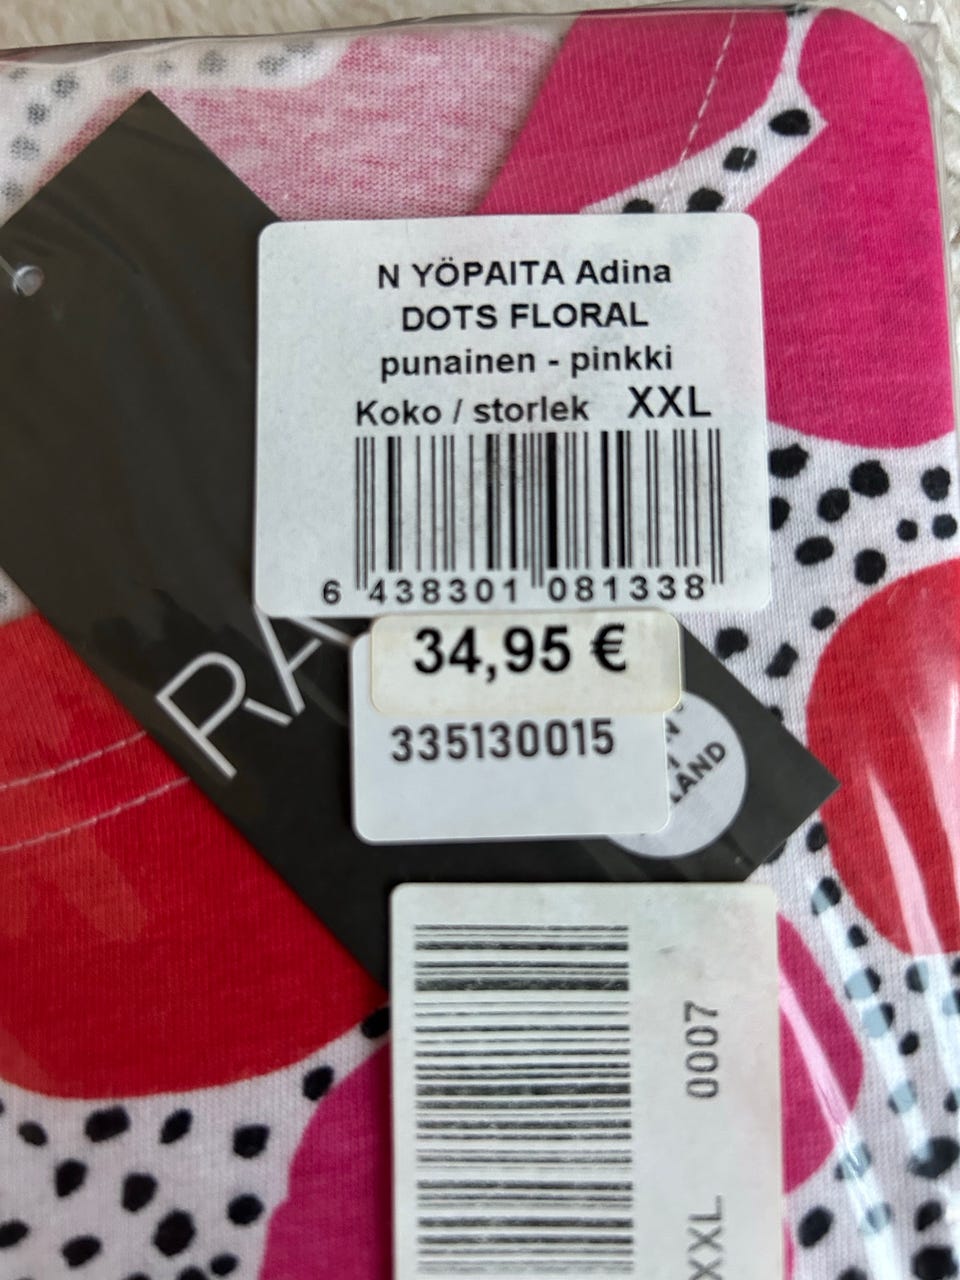 N YÖPAITA Adina
DOTS FLORAL
punainen - pinkki
Koko / storlek XXL
6 438301 081338
34,95 €
335130015
0007
XXL